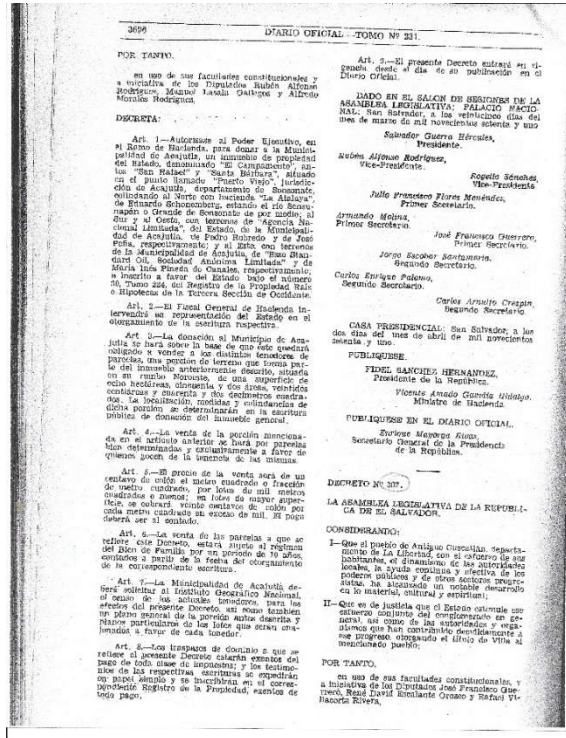 3696
DIARIO OFICIAL.—TOMO Nº 231.
POR TANTO,
en uso de sus facultades constitucionales y
a iniciativa de los Diputados Rubén Alfonso
Rodríguez, Manuel Gallegos y Alfredo
Morales Rodríguez,
DECRETA:
Art. 1.—Autorízase al Poder Ejecutivo, en
el Ramo de Hacienda, para donar a la Munici-
palidad de Acajutla, un inmueble de propiedad
del Estado, denominado "El Campamento", an-
tes "San Rafael" y "Santa Bárbara", situado
en el punto llamado "Puerto Viejo", jurisdic-
ción de Acajutla, departamento de Sonsonate,
colindando al Norte con hacienda "La Atalaya",
de Eduardo Schonemberg, estando el río Sensu-
napán o Grande de Sonsonate de por medio; al
Sur y al Oeste, con terrenos de "Agencia Na-
cional Limitada", del Estado, de la Municipali-
dad de Acajutla, de Pedro Robredo y de José
Peña, respectivamente; y al Este con terrenos
de la Municipalidad de Acajutla, de "Esso Stan-
dard Oil, Sociedad Anónima Limitada" y de
María Inés Pineda de Canales, respectivamente,
e inscrito a favor del Estado bajo el número
30, Tomo 224, del Registro de la Propiedad Raíz
e Hipotecas de la Tercera Sección de Occidente.
Art. 2.—El Fiscal General de Hacienda in-
tervendrá en representación del Estado en el
otorgamiento de la escritura respectiva.
Art. 3.—La donación al Municipio de Aca-
jutla se hará sobre la base de que éste quedará
obligado a vender a los distintos tenedores de
parcelas, una porción de terreno que forma par-
te del inmueble anteriormente descrito, situada
en su rumbo Noroeste, de una superficie de
ocho hectáreas, cincuenta y dos áreas, veintidós
centiáreas y cuarenta y dos decímetros cuadra-
dos. La localización, medidas y colindancias de
dicha porción se determinarán en la escritura
pública de donación del inmueble general.
Art. 4.—La venta de la porción menciona-
da en el artículo anterior se hará por parcelas
bien determinadas y exclusivamente a favor de
quienes gocen de la tenencia de las mismas.
Art. 5.—El precio de la venta será de un
centavo de colón el metro cuadrado o fracción
de metro cuadrado, por lotes de mil metros
cuadrados o menos; en lotes de mayor super-
ficie, se cobrará veinte centavos de colón por
cada metro cuadrado en exceso de mil. El pago
deberá ser al contado.
Art. 6.—La venta de las parcelas a que se
refiere este Decreto, estará sujeto al régimen
del Bien de Familia por un período de 10 años,
contados a partir de la fecha del otorgamiento
de la correspondiente escritura.
Art. 7.—La Municipalidad de Acajutla de-
berá solicitar al Instituto Geográfico Nacional,
el censo de los actuales tenedores, para los
efectos del presente Decreto, así como también
un plano general de la porción antes descrita y
planos particulares de los lotes que serán ena-
jenados a favor de cada tenedor.
Art. 8.—Los traspasos de dominio a que se
refiere el presente Decreto estarán exentos del
pago de toda clase de impuestos; y los testimo-
nios de las respectivas escrituras se expedirán
en papel simple y se inscribirán en el corres-
pondiente Registro de la Propiedad, exentos de
todo pago.
Art. 9.—El presente Decreto entrará en vi-
gencia desde el día de su publicación en el
Diario Oficial.
DADO EN EL SALON DE SESIONES DE LA
ASAMBLEA LEGISLATIVA; PALACIO NACIO-
NAL: San Salvador, a los veinticinco días del
mes de marzo de mil novecientos setenta y uno
Salvador Guerra Hércules,
Presidente.
Rubén Alfonso Rodríguez,
Vice-Presidente.
Rogelio Sánchez,
Vice-Presidente
Julio Francisco Flores Menéndez,
Primer Secretario.
Armando Molina,
Primer Secretario.
José Francisco Guerrero,
Primer Secretario.
Jorge Escobar Santamaría,
Segundo Secretario.
Carlos Enrique Palomo,
Segundo Secretario.
Carlos Arnulfo Crespín,
Segundo Secretario.
CASA PRESIDENCIAL: San Salvador, a los
dos días del mes de abril de mil novecientos
setenta y uno.
PUBLIQUESE.
FIDEL SANCHEZ HERNANDEZ,
Presidente de la República.
Vicente Amado Gavidia Hidalgo,
Ministro de Hacienda.
PUBLIQUESE EN EL DIARIO OFICIAL.
Enrique Mayorga Rivas,
Secretario General de la Presidencia
de la República.
DECRETO Nº 307.
LA ASAMBLEA LEGISLATIVA DE LA REPUBLI-
CA DE EL SALVADOR,
CONSIDERANDO:
I—Que el pueblo de Antiguo Cuscatlán, departa-
mento de La Libertad, con el esfuerzo de sus
habitantes, el dinamismo de las autoridades
locales, la ayuda continua y efectiva de los
poderes públicos y de otros sectores progre-
sistas, ha alcanzado un notable desarrollo
en lo material, cultural y espiritual;
II—Que es de justicia que el Estado estimule ese
esfuerzo conjunto del conglomerado en ge-
neral, así como de las autoridades y orga-
nismos que han contribuido decididamente a
ese progreso, otorgando el título de Villa al
mencionado pueblo;
POR TANTO,
en uso de sus facultades constitucionales, y
a iniciativa de los Diputados José Francisco Gue-
rrero, René David Escalante Orozco y Rafael Vi-
llacorta Rivera,